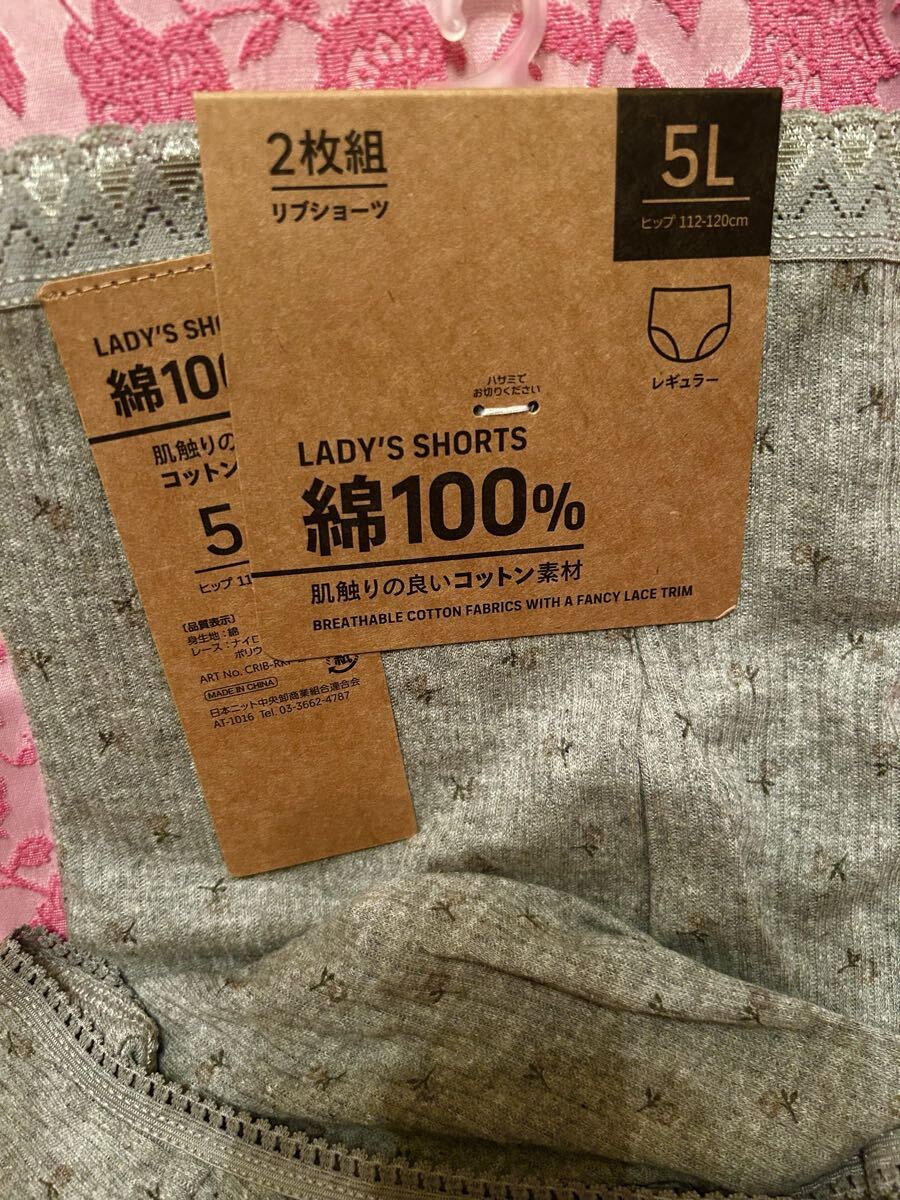 2枚組
リブショーツ
5L
ヒップ 112-120cm
レギュラー
ハサミで
お切りください
LADY'S SHORTS
綿100%
肌触りの良いコットン素材
BREATHABLE COTTON FABRICS WITH A FANCY LACE TRIM
LADY'S SH
綿10
肌触りの
コットン
5
ヒップ 11
〔品質表示〕
身生地:綿
レース:ナイロ
ポリウ
ART No. CRIB-RK
MADE IN CHINA
日本ニット中央卸商業組合連合会
AT-1016 Tel. 03-3662-4787
紙